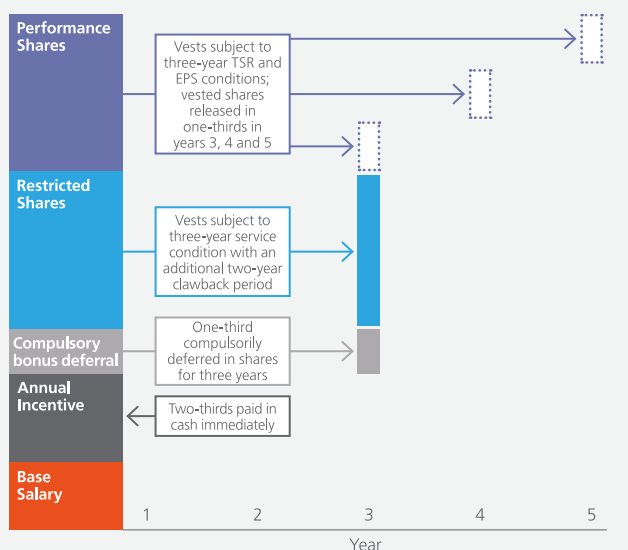 Performance
Shares
Vests subject to
three-year TSR and
EPS conditions;
vested shares
released in
one-thirds in
years 3, 4 and 5
Restricted
Shares
Vests subject to
three-year service
condition with an
additional two-year
clawback period
Compulsory
bonus deferral
One-third
compulsorily
deferred in shares
for three years
Annual
Incentive
Two-thirds paid in
cash immediately
Base
Salary
1 2 3 4 5
Year